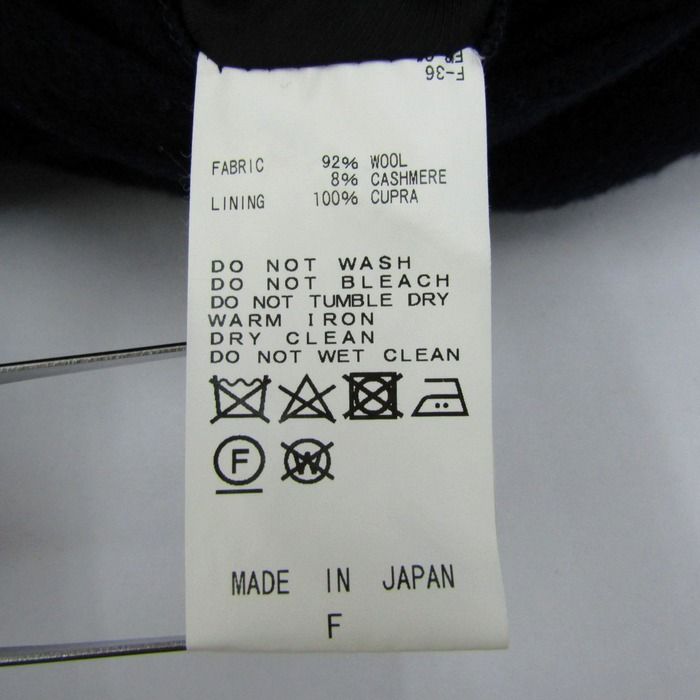 F-36
FABRIC 92% WOOL
8% CASHMERE
LINING 100% CUPRA
DO NOT WASH
DO NOT BLEACH
DO NOT TUMBLE DRY
WARM IRON
DRY CLEAN
DO NOT WET CLEAN
F W
MADE IN JAPAN
F